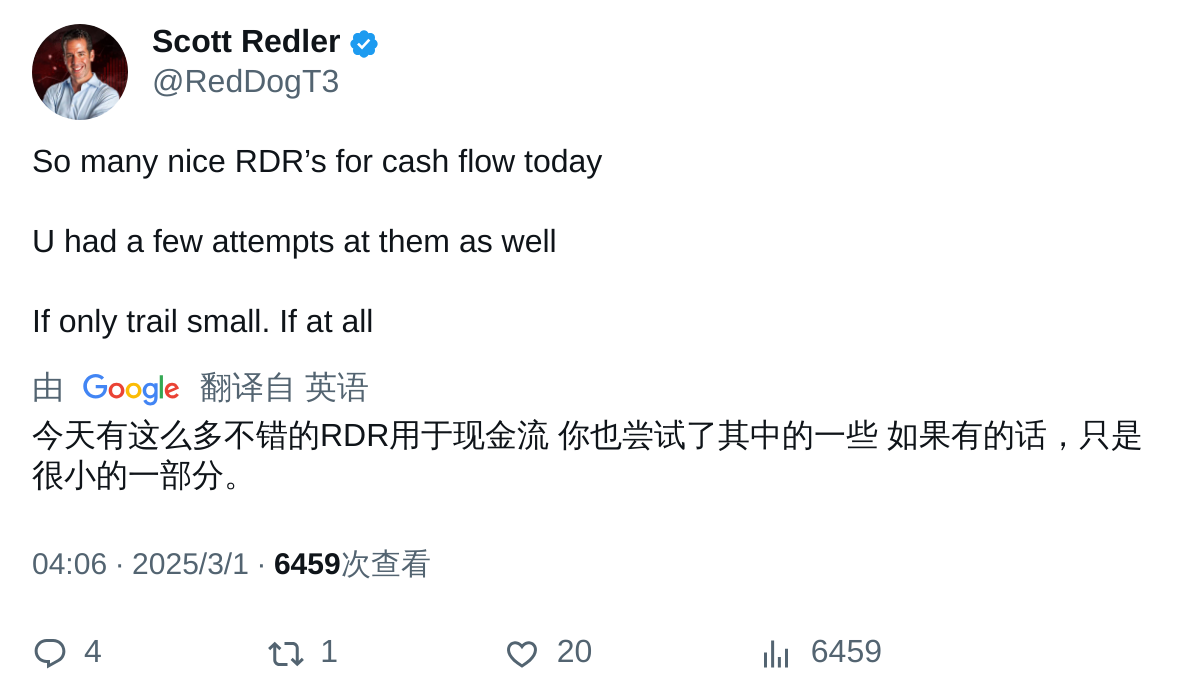 Scott Redler
@RedDogT3
So many nice RDR’s for cash flow today
U had a few attempts at them as well
If only trail small. If at all
由 Google 翻译自 英语
今天有这么多不错的RDR用于现金流 你也尝试了其中的一些 如果有的话，只是
很小的一部分。
04:06 · 2025/3/1 · 6459次查看
4 1 20 6459